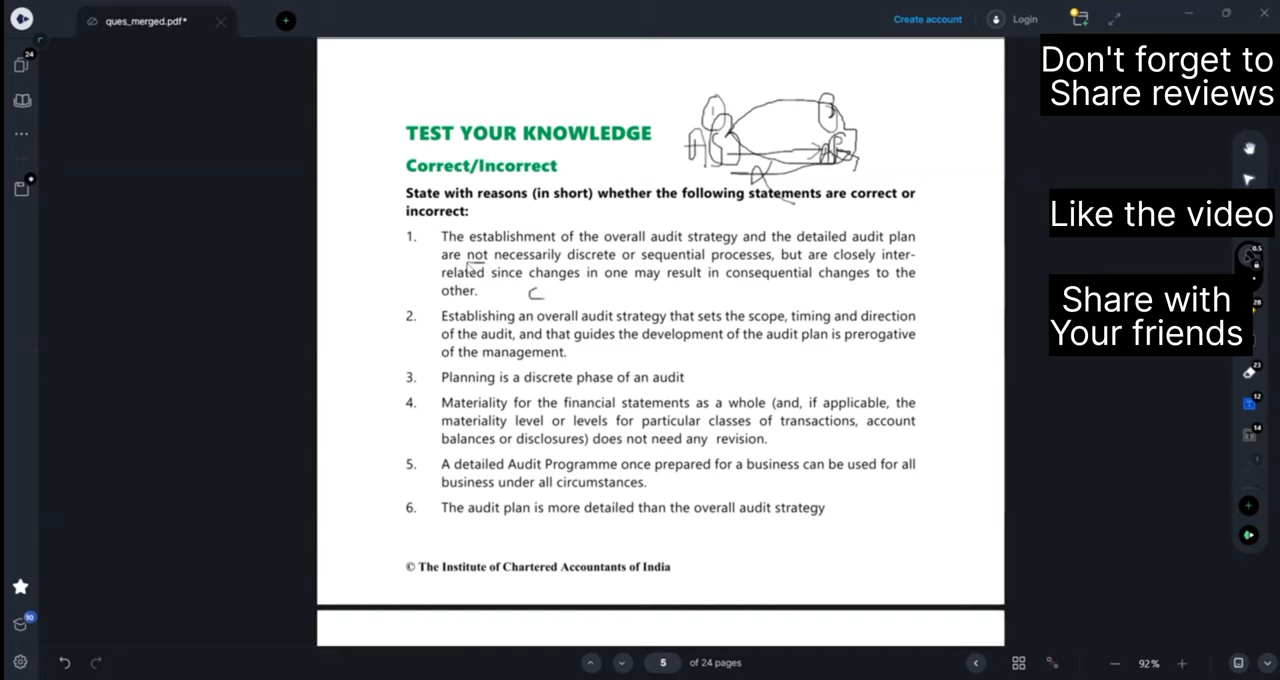 ques_merged.pdf*
Create account
Login
24
Don't forget to
Share reviews
TEST YOUR KNOWLEDGE
Correct/Incorrect
State with reasons (in short) whether the following statements are correct or
incorrect:
1. The establishment of the overall audit strategy and the detailed audit plan
are not necessarily discrete or sequential processes, but are closely inter-
related since changes in one may result in consequential changes to the
other.
C
Like the video
0.5
Share with
Your friends
28
2. Establishing an overall audit strategy that sets the scope, timing and direction
of the audit, and that guides the development of the audit plan is prerogative
of the management.
3. Planning is a discrete phase of an audit
23
4. Materiality for the financial statements as a whole (and, if applicable, the
materiality level or levels for particular classes of transactions, account
balances or disclosures) does not need any revision.
12
14
5. A detailed Audit Programme once prepared for a business can be used for all
business under all circumstances.
6. The audit plan is more detailed than the overall audit strategy
© The Institute of Chartered Accountants of India
10
5 of 24 pages
92%